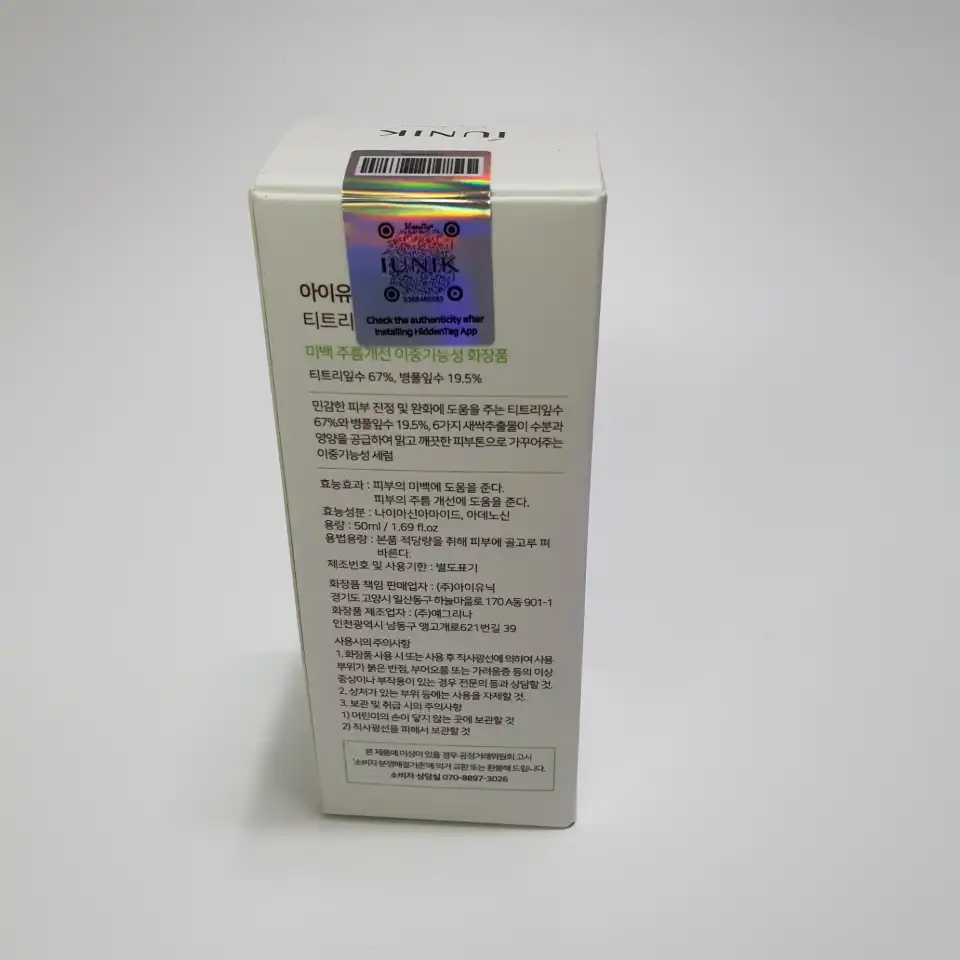 iUNIK
iUNIK
Check the authenticity after
installing HiddenTag App
아이유
티트리
미백 주름개선 이중기능성 화장품
티트리잎수 67%, 병풀잎수 19.5%
민감한 피부 진정 및 완화에 도움을 주는 티트리잎수
67%와 병풀잎수 19.5%, 6가지 새싹추출물이 수분과
영양을 공급하여 맑고 깨끗한 피부톤으로 가꾸어주는
이중기능성 세럼
효능효과 : 피부의 미백에 도움을 준다.
피부의 주름 개선에 도움을 준다.
효능성분 : 나이아신아마이드, 아데노신
용량 : 50ml / 1.69 fl.oz
용법용량 : 본품 적당량을 취해 피부에 골고루 펴
바른다.
제조번호 및 사용기한 : 별도표기
화장품 책임 판매업자 : (주)아이유닉
경기도 고양시 일산동구 하늘마을로 170 A동 901-1
화장품 제조업자 : (주)예그리나
인천광역시 남동구 앵고개로621번길 39
사용시의 주의사항
1. 화장품 사용 시 또는 사용 후 직사광선에 의하여 사용
부위가 붉은 반점, 부어오름 또는 가려움증 등의 이상
증상이나 부작용이 있는 경우 전문의 등과 상담할 것.
2. 상처가 있는 부위 등에는 사용을 자제할 것.
3. 보관 및 취급 시의 주의사항
1) 어린이의 손이 닿지 않는 곳에 보관할 것
2) 직사광선을 피해서 보관할 것
본 제품에 이상이 있을 경우 공정거래위원회 고시
'소비자 분쟁해결기준'에 의거 교환 또는 환불해 드립니다.
소비자 상담실 070-8897-3026